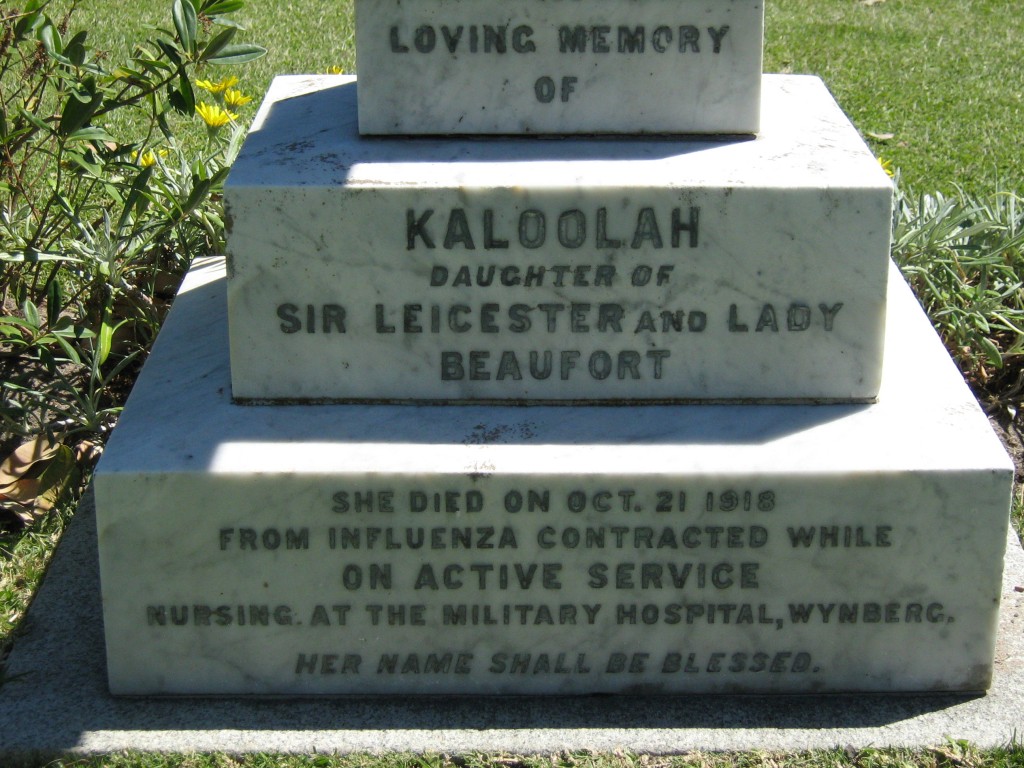 LOVING MEMORY
OF
KALOOLAH
DAUGHTER OF
SIR LEICESTER AND LADY
BEAUFORT
SHE DIED ON OCT. 21 1918
FROM INFLUENZA CONTRACTED WHILE
ON ACTIVE SERVICE
NURSING. AT THE MILITARY HOSPITAL, WYNBERG.
HER NAME SHALL BE BLESSED.